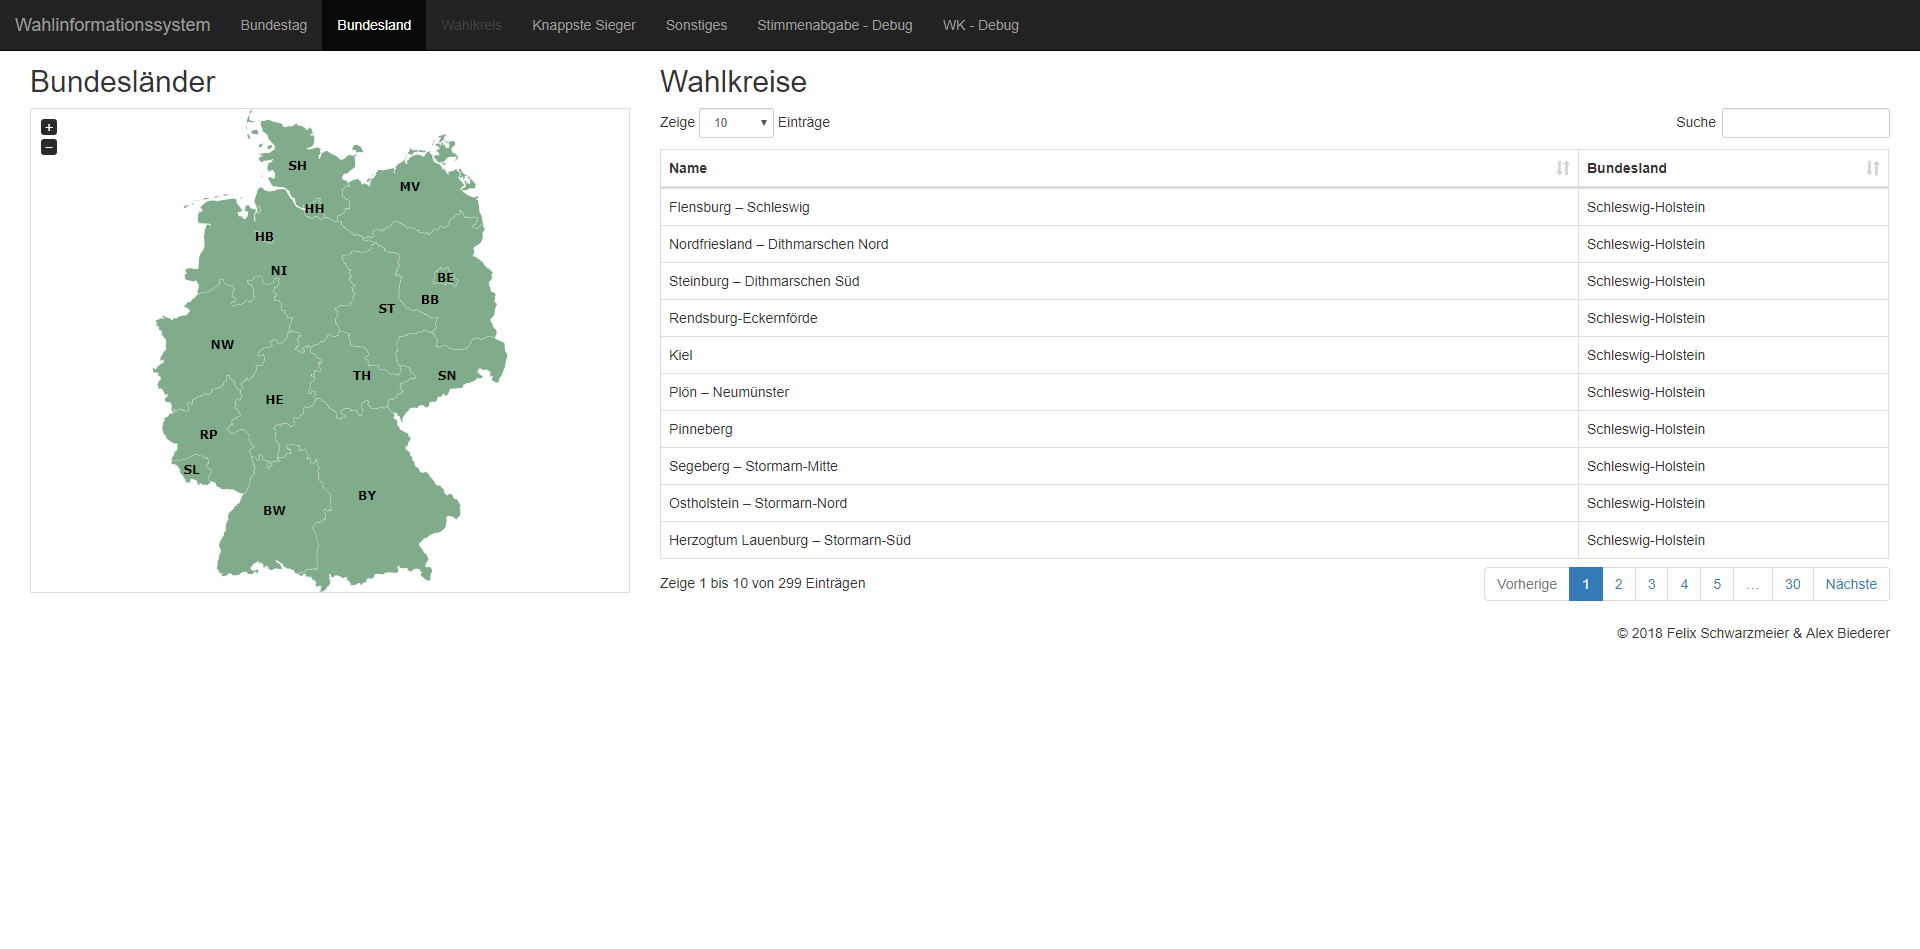 Wahlinformationssystem Bundestag Bundesland Wahlkreis Knappste Sieger Sonstiges Stimmenabgabe - Debug WK - Debug
Bundesländer
+
−
SH
MV
HH
HB
NI
BE
BB
ST
NW
TH
SN
HE
RP
SL
BY
BW
Wahlkreise
Zeige 10 Einträge Suche
Name Bundesland
Flensburg – Schleswig Schleswig-Holstein
Nordfriesland – Dithmarschen Nord Schleswig-Holstein
Steinburg – Dithmarschen Süd Schleswig-Holstein
Rendsburg-Eckernförde Schleswig-Holstein
Kiel Schleswig-Holstein
Plön – Neumünster Schleswig-Holstein
Pinneberg Schleswig-Holstein
Segeberg – Stormarn-Mitte Schleswig-Holstein
Ostholstein – Stormarn-Nord Schleswig-Holstein
Herzogtum Lauenburg – Stormarn-Süd Schleswig-Holstein
Zeige 1 bis 10 von 299 Einträgen Vorherige 1 2 3 4 5 … 30 Nächste
© 2018 Felix Schwarzmeier & Alex Biederer